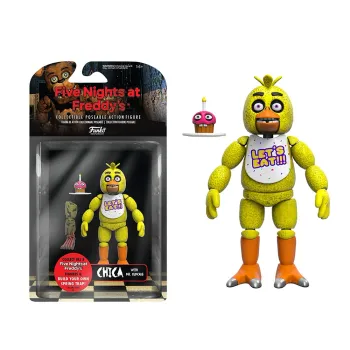 Five Nights at
Freddy's
COLLECTIBLE POSEABLE ACTION FIGURE
Funko
Five Nights at
Freddy's
BUILD YOUR OWN
SPRING TRAP
CHICA
WITH
MR. CUPCAKE
LET'S
EAT!!!
LET'S
EAT!!!